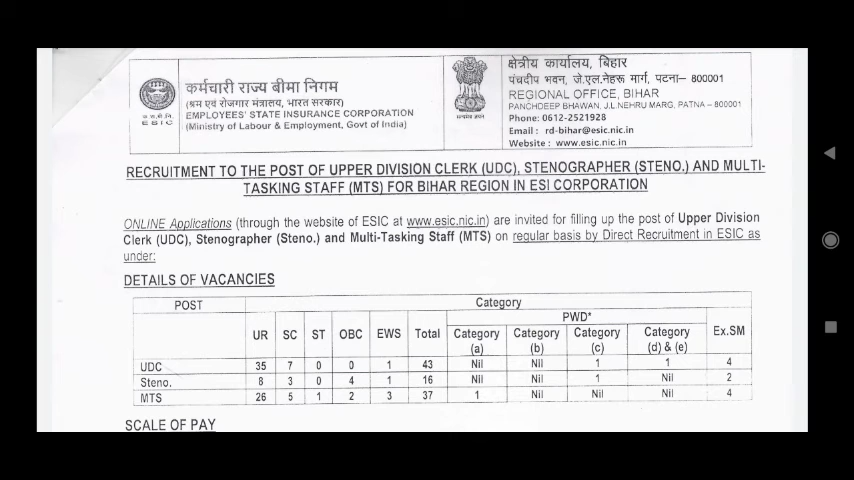 कर्मचारी राज्य बीमा निगम
(श्रम एवं रोजगार मंत्रालय, भारत सरकार)
EMPLOYEES' STATE INSURANCE CORPORATION
(Ministry of Labour & Employment, Govt of India)
क.रा.बी.नि.
ESIC
सत्यमेव जयते
क्षेत्रीय कार्यालय, बिहार
पंचदीप भवन, जे.एल.नेहरू मार्ग, पटना– 800001
REGIONAL OFFICE, BIHAR
PANCHDEEP BHAWAN, J.L.NEHRU MARG, PATNA – 800001
Phone: 0612-2521928
Email : rd-bihar@esic.nic.in
Website : www.esic.nic.in
RECRUITMENT TO THE POST OF UPPER DIVISION CLERK (UDC), STENOGRAPHER (STENO.) AND MULTI-
TASKING STAFF (MTS) FOR BIHAR REGION IN ESI CORPORATION
ONLINE Applications (through the website of ESIC at www.esic.nic.in) are invited for filling up the post of Upper Division
Clerk (UDC), Stenographer (Steno.) and Multi-Tasking Staff (MTS) on regular basis by Direct Recruitment in ESIC as
under:
DETAILS OF VACANCIES
POST Category
UR SC ST OBC EWS Total PWD* Ex.SM
Category (a) Category (b) Category (c) Category (d) & (e)
UDC 35 7 0 0 1 43 Nil Nil 1 1 4
Steno. 8 3 0 4 1 16 Nil Nil 1 Nil 2
MTS 26 5 1 2 3 37 1 Nil Nil Nil 4
SCALE OF PAY